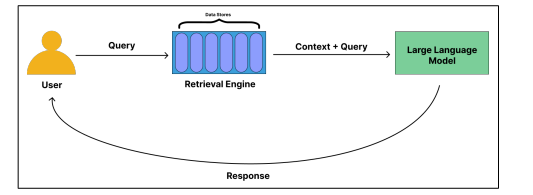 Data Stores
Query
Context + Query
Large Language
Model
User
Retrieval Engine
Response